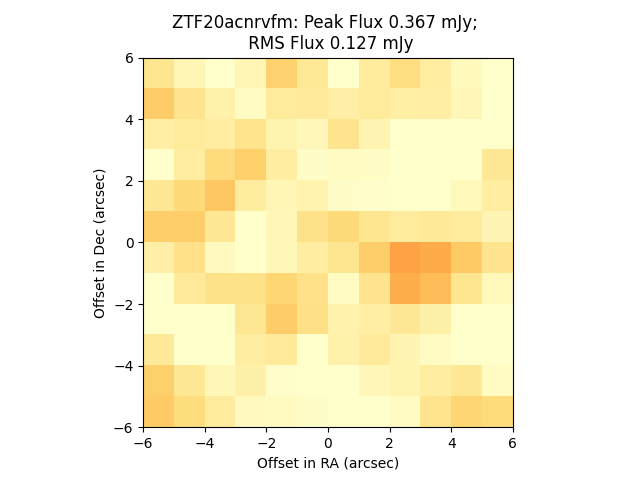 ZTF20acnrvfm: Peak Flux 0.367 mJy;
RMS Flux 0.127 mJy
6
4
2
0
−2
−4
−6
Offset in Dec (arcsec)
−6 −4 −2 0 2 4 6
Offset in RA (arcsec)